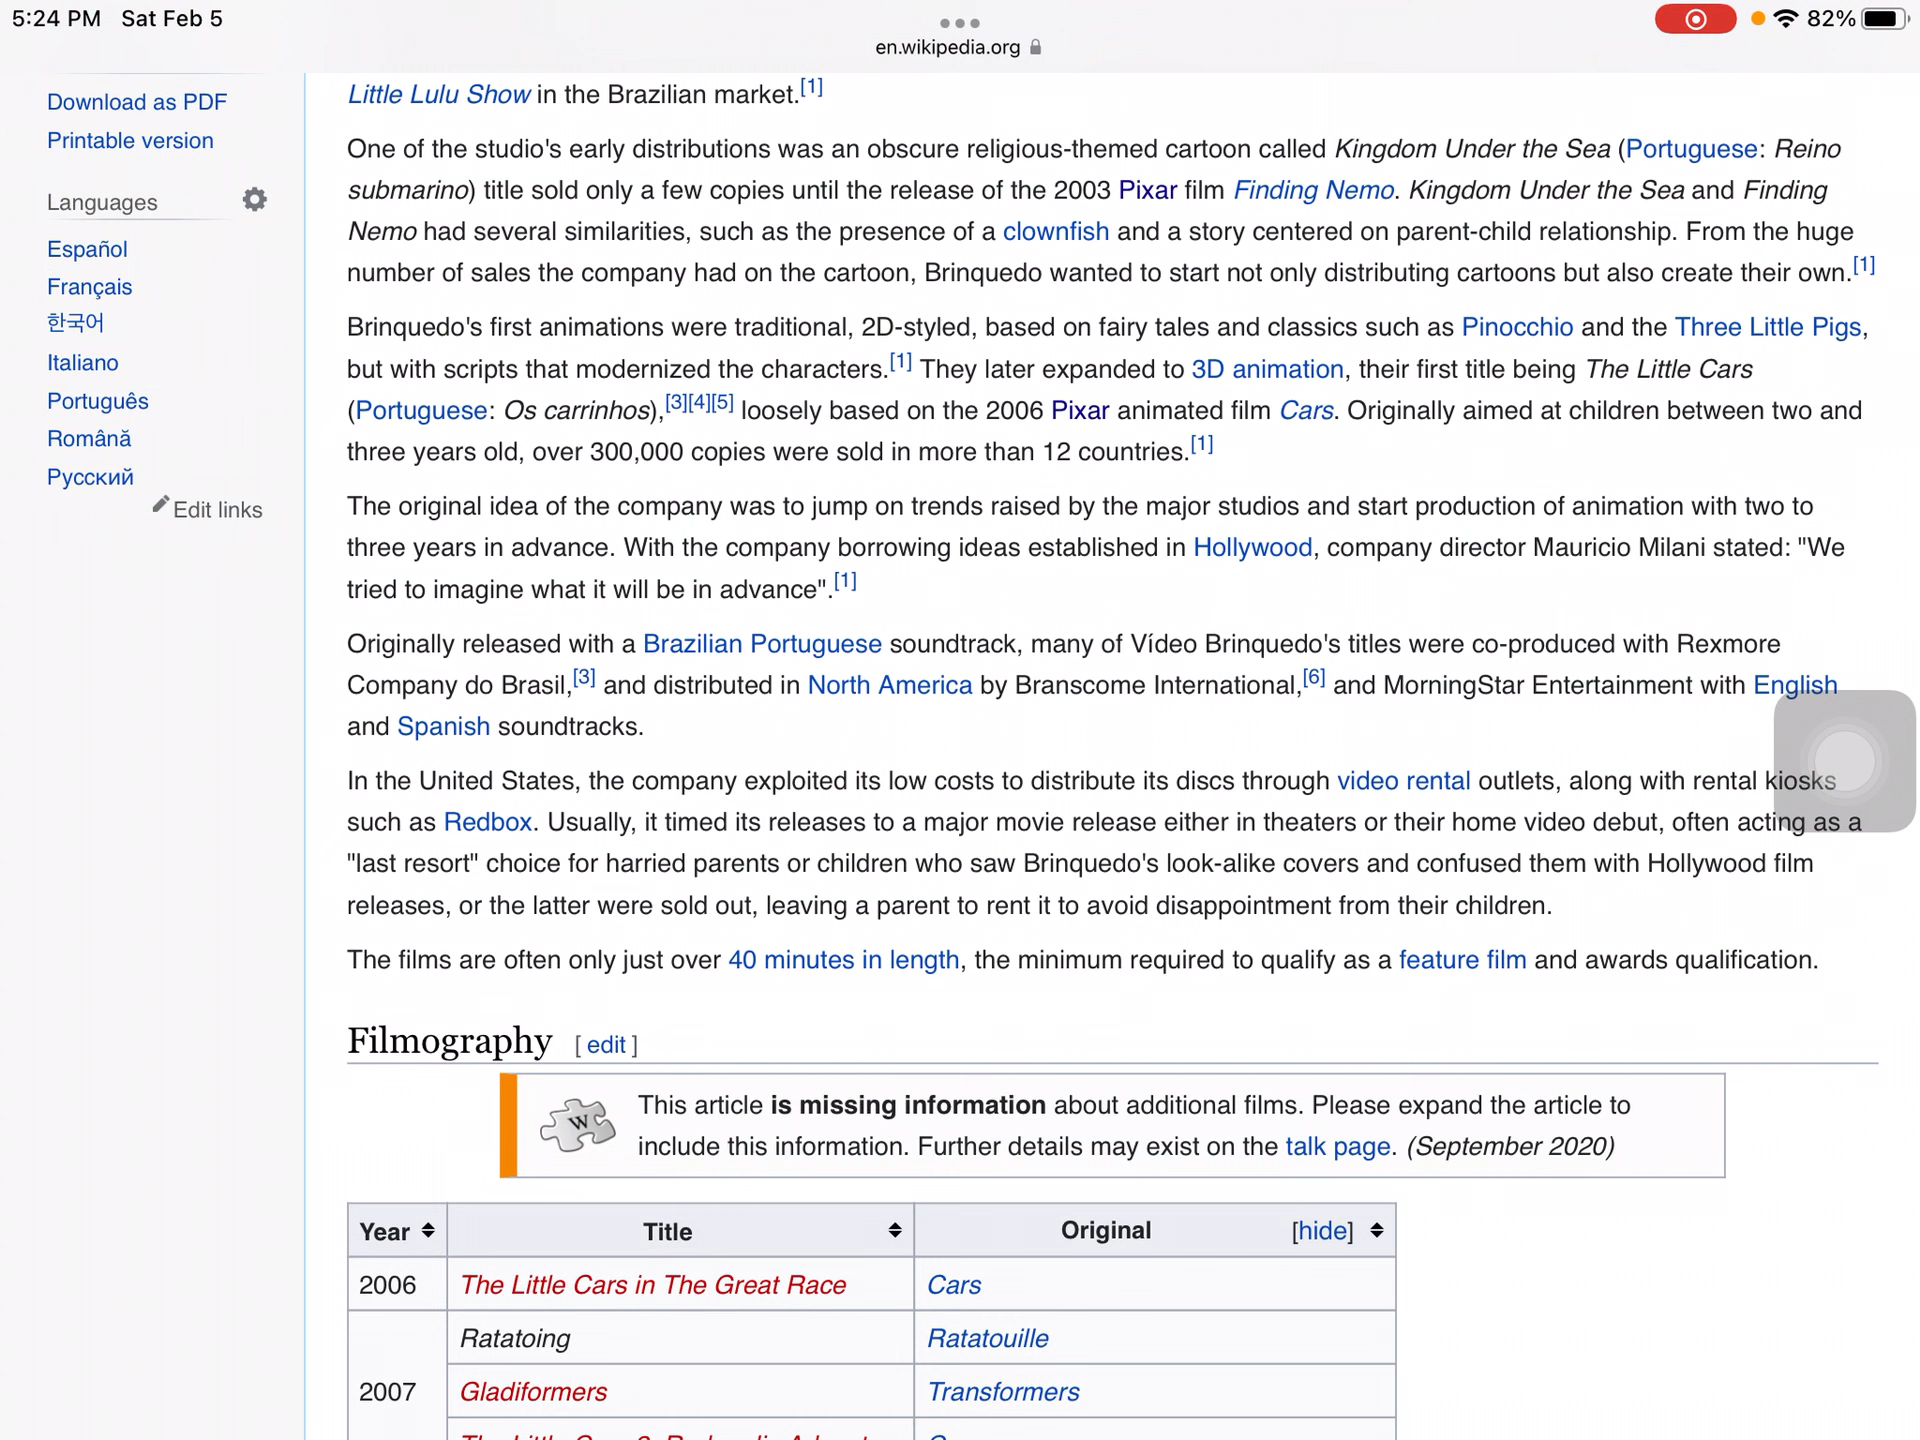 5:24 PM Sat Feb 5
82%
en.wikipedia.org
Download as PDF
Printable version
Languages
Español
Français
한국어
Italiano
Português
Română
Русский
Edit links
Little Lulu Show in the Brazilian market.[1]
One of the studio's early distributions was an obscure religious-themed cartoon called Kingdom Under the Sea (Portuguese: Reino
submarino) title sold only a few copies until the release of the 2003 Pixar film Finding Nemo. Kingdom Under the Sea and Finding
Nemo had several similarities, such as the presence of a clownfish and a story centered on parent-child relationship. From the huge
number of sales the company had on the cartoon, Brinquedo wanted to start not only distributing cartoons but also create their own.[1]
Brinquedo's first animations were traditional, 2D-styled, based on fairy tales and classics such as Pinocchio and the Three Little Pigs,
but with scripts that modernized the characters.[1] They later expanded to 3D animation, their first title being The Little Cars
(Portuguese: Os carrinhos),[3][4][5] loosely based on the 2006 Pixar animated film Cars. Originally aimed at children between two and
three years old, over 300,000 copies were sold in more than 12 countries.[1]
The original idea of the company was to jump on trends raised by the major studios and start production of animation with two to
three years in advance. With the company borrowing ideas established in Hollywood, company director Mauricio Milani stated: "We
tried to imagine what it will be in advance".[1]
Originally released with a Brazilian Portuguese soundtrack, many of Vídeo Brinquedo's titles were co-produced with Rexmore
Company do Brasil,[3] and distributed in North America by Branscome International,[6] and MorningStar Entertainment with English
and Spanish soundtracks.
In the United States, the company exploited its low costs to distribute its discs through video rental outlets, along with rental kiosks
such as Redbox. Usually, it timed its releases to a major movie release either in theaters or their home video debut, often acting as a
"last resort" choice for harried parents or children who saw Brinquedo's look-alike covers and confused them with Hollywood film
releases, or the latter were sold out, leaving a parent to rent it to avoid disappointment from their children.
The films are often only just over 40 minutes in length, the minimum required to qualify as a feature film and awards qualification.
Filmography [ edit ]
W
This article is missing information about additional films. Please expand the article to
include this information. Further details may exist on the talk page. (September 2020)
Year Title Original [hide]
2006 The Little Cars in The Great Race Cars
Ratatoing Ratatouille
2007 Gladiformers Transformers